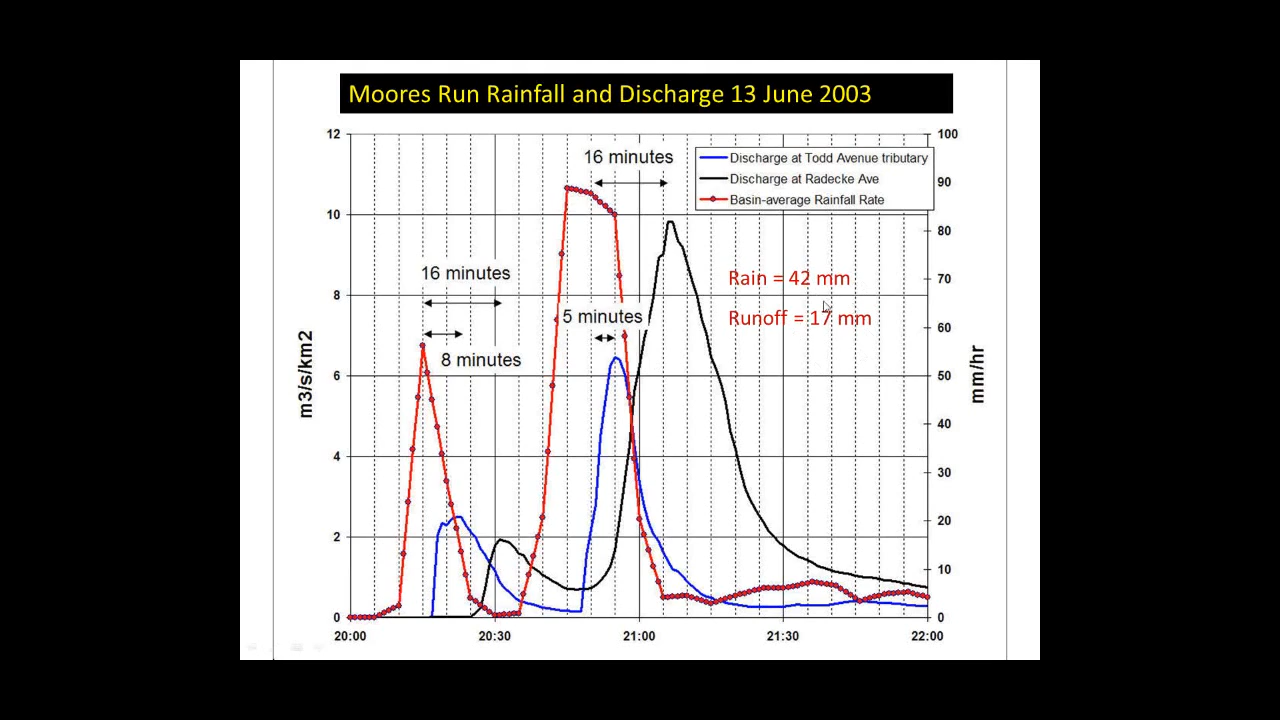 Moores Run Rainfall and Discharge 13 June 2003
12
100
16 minutes
Discharge at Todd Avenue tributary
Discharge at Radecke Ave
Basin-average Rainfall Rate
90
10
80
16 minutes
Rain = 42 mm
70
8
5 minutes
Runoff = 17 mm
60
8 minutes
m3/s/km2
mm/hr
6
50
40
4
30
20
2
10
0
0
20:00
20:30
21:00
21:30
22:00